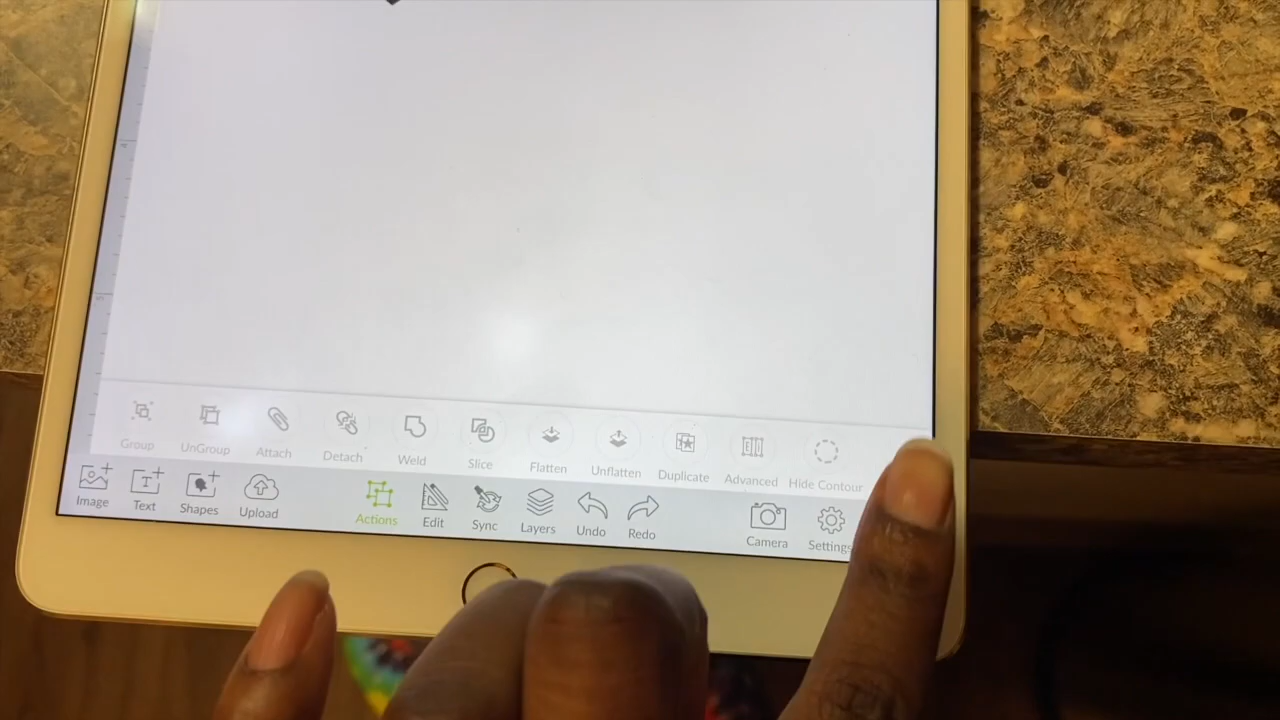 Group UnGroup Attach Detach Weld Slice Flatten Unflatten Duplicate Advanced Hide Contour
Image Text Shapes Upload Actions Edit Sync Layers Undo Redo Camera Settings